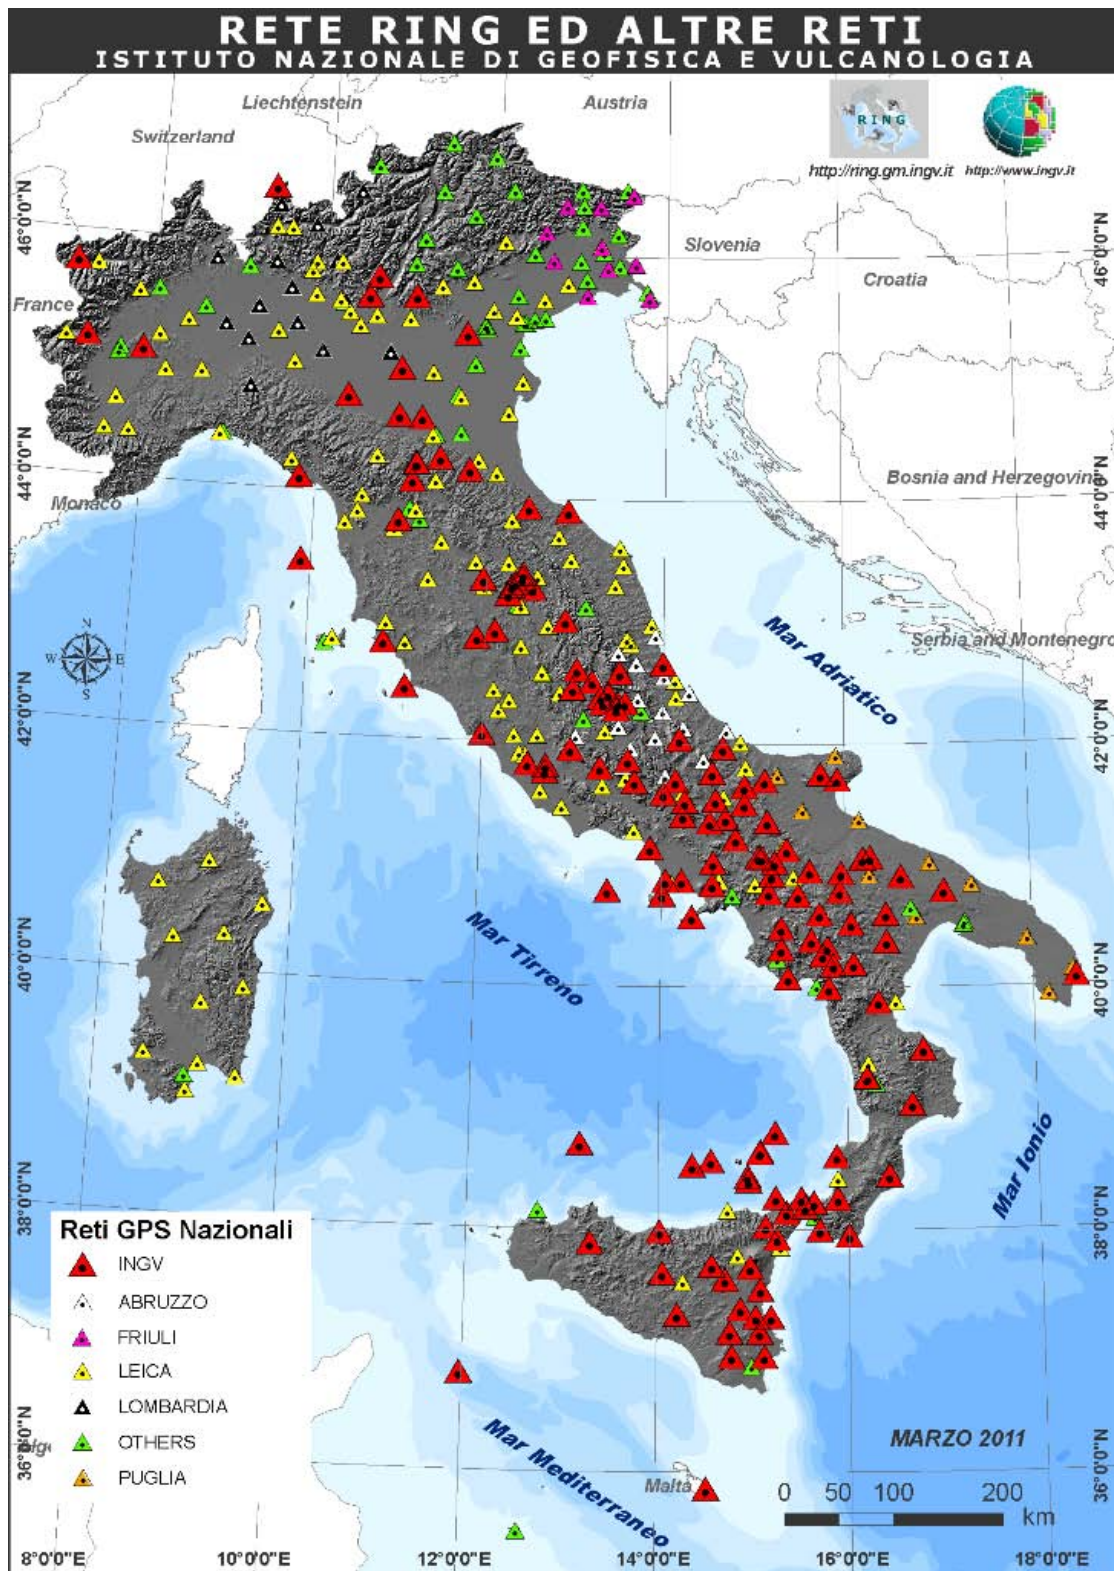 RETE RING ED ALTRE RETI
ISTITUTO NAZIONALE DI GEOFISICA E VULCANOLOGIA
Liechtenstein
Austria
Switzerland
RING
http://ring.gm.ingv.it
http://www.ingv.it
46°0'0"N
46°0'0"N
Slovenia
Croatia
France
44°0'0"N
44°0'0"N
Monaco
Bosnia and Herzegovin
N
W
E
S
Serbia and Montenegro
Mar Adriatico
42°0'0"N
42°0'0"N
Mar Tirreno
40°0'0"N
40°0'0"N
Mar Ionio
38°0'0"N
38°0'0"N
Reti GPS Nazionali
INGV
ABRUZZO
FRIULI
LEICA
LOMBARDIA
OTHERS
PUGLIA
36°0'0"N
36°0'0"N
Mar Mediterraneo
Malta
MARZO 2011
0 50 100 200
km
8°0'0"E 10°0'0"E 12°0'0"E 14°0'0"E 16°0'0"E 18°0'0"E